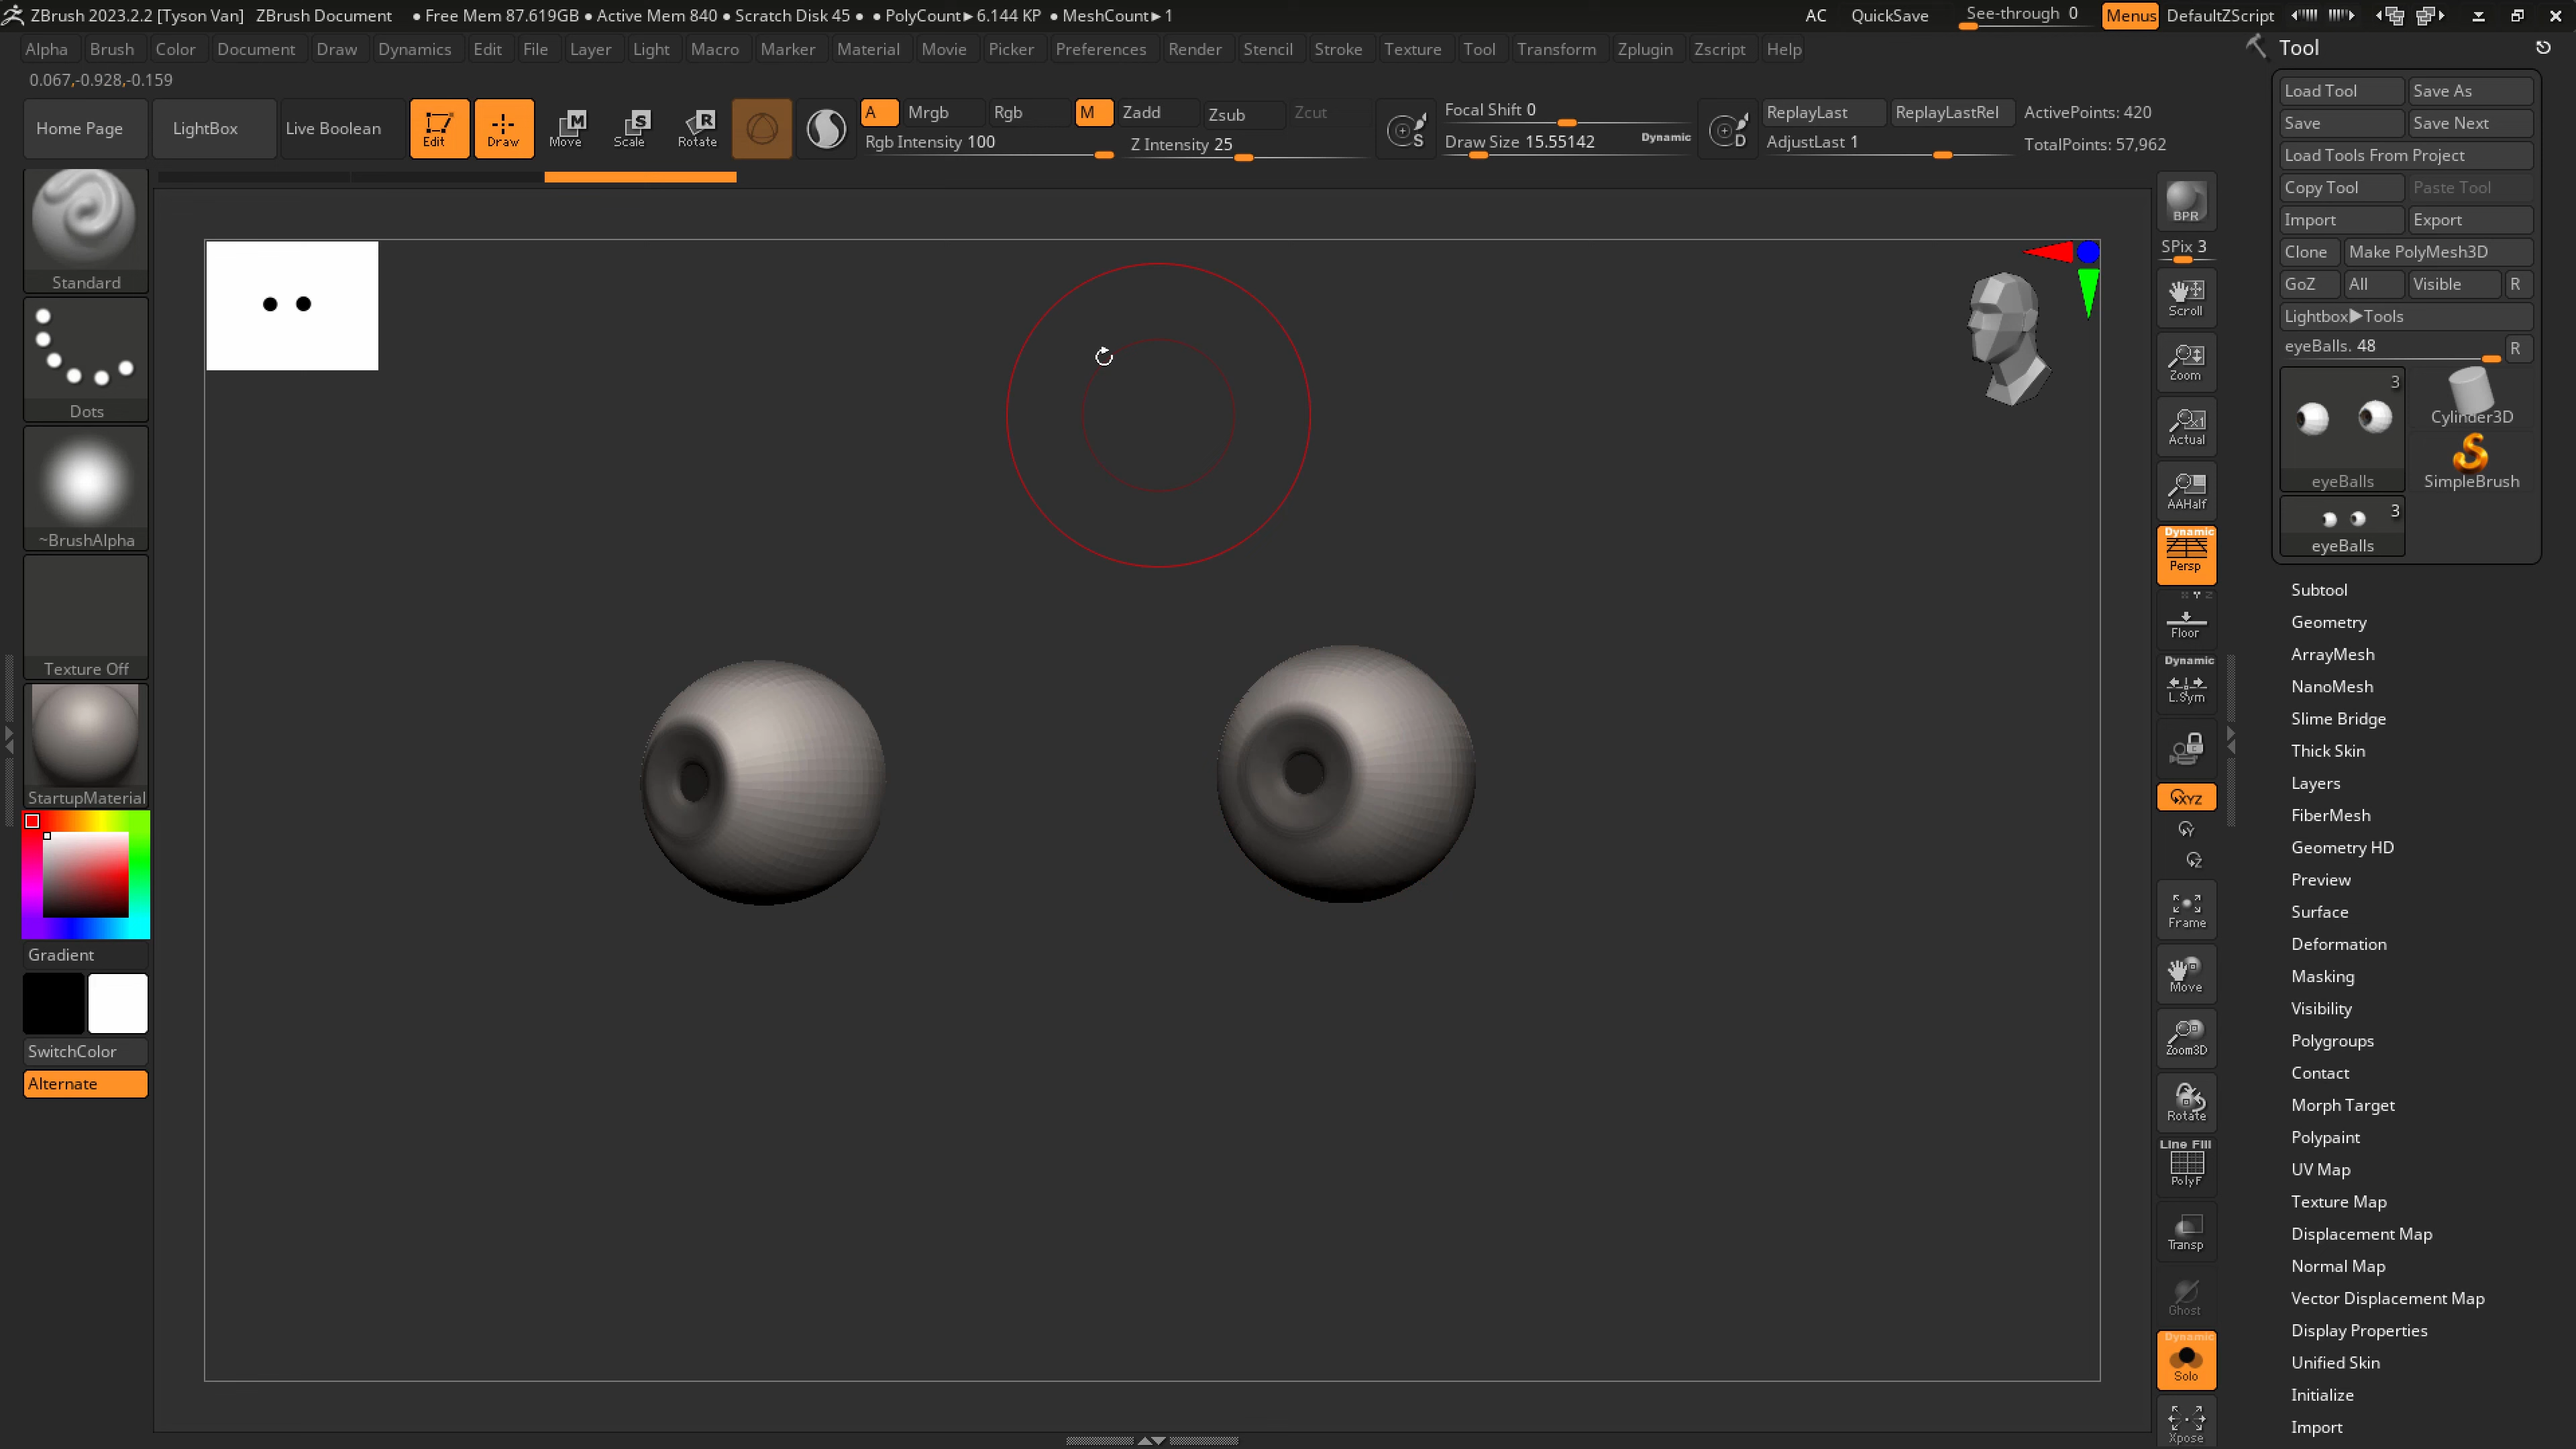 ZBrush 2023.2.2 [Tyson Van] ZBrush Document • Free Mem 87.619GB • Active Mem 840 • Scratch Disk 45 • • PolyCount▶6.144 KP • MeshCount▶1 AC QuickSave See-through 0 Menus DefaultZScript
Alpha Brush Color Document Draw Dynamics Edit File Layer Light Macro Marker Material Movie Picker Preferences Render Stencil Stroke Texture Tool Transform Zplugin Zscript Help
0.067,-0.928,-0.159
Home Page LightBox Live Boolean Edit Draw Move Scale Rotate
M S R
A Mrgb Rgb M Zadd Zsub Zcut
Rgb Intensity 100 Z Intensity 25
S Focal Shift 0
Draw Size 15.55142 Dynamic
D ReplayLast ReplayLastRel ActivePoints: 420
AdjustLast 1 TotalPoints: 57,962
Standard
Dots
~BrushAlpha
Texture Off
StartupMaterial
Gradient
SwitchColor
Alternate
BPR
SPix 3
Scroll
Zoom
x1
Actual
AAHalf
Dynamic
Persp
X Y Z
Floor
Dynamic
L.Sym
XYZ
Y
Z
Frame
Move
Zoom3D
Rotate
Line Fill
PolyF
Transp
Ghost
Dynamic
Solo
Xpose
Tool
Load Tool Save As
Save Save Next
Load Tools From Project
Copy Tool Paste Tool
Import Export
Clone Make PolyMesh3D
GoZ All Visible R
Lightbox▶Tools
eyeBalls. 48 R
3
Cylinder3D
eyeBalls SimpleBrush
3
eyeBalls
Subtool
Geometry
ArrayMesh
NanoMesh
Slime Bridge
Thick Skin
Layers
FiberMesh
Geometry HD
Preview
Surface
Deformation
Masking
Visibility
Polygroups
Contact
Morph Target
Polypaint
UV Map
Texture Map
Displacement Map
Normal Map
Vector Displacement Map
Display Properties
Unified Skin
Initialize
Import